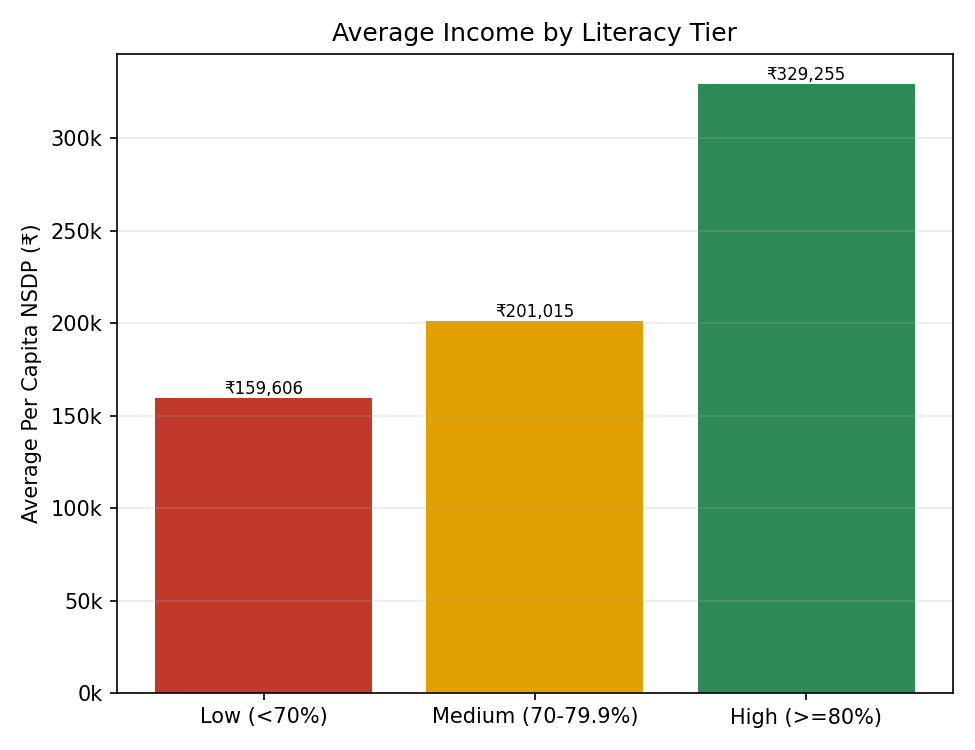 Average Income by Literacy Tier
Average Per Capita NSDP (₹)
300k
250k
200k
150k
100k
50k
0k
₹159,606
₹201,015
₹329,255
Low (<70%)
Medium (70-79.9%)
High (>=80%)